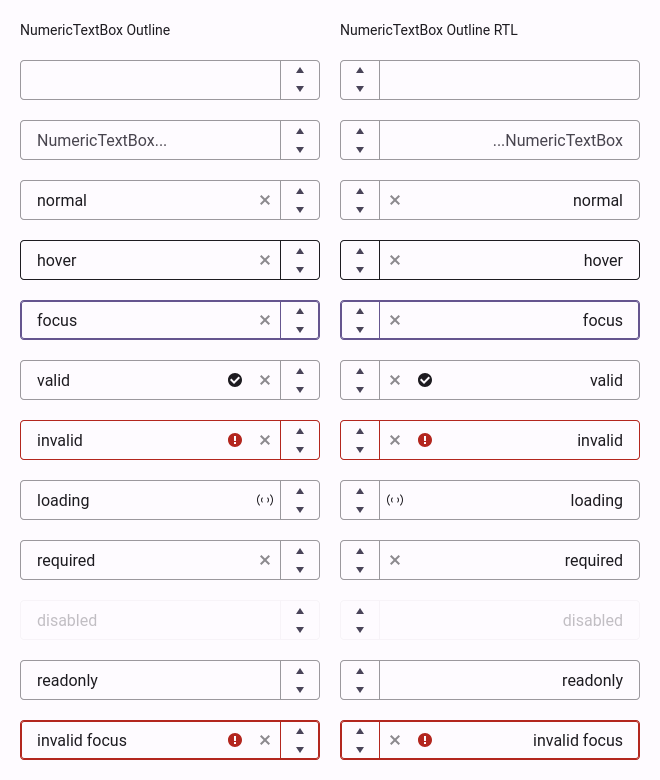 NumericTextBox Outline
NumericTextBox Outline RTL
NumericTextBox...
...NumericTextBox
normal
normal
hover
hover
focus
focus
valid
valid
invalid
invalid
loading
loading
required
required
disabled
disabled
readonly
readonly
invalid focus
invalid focus